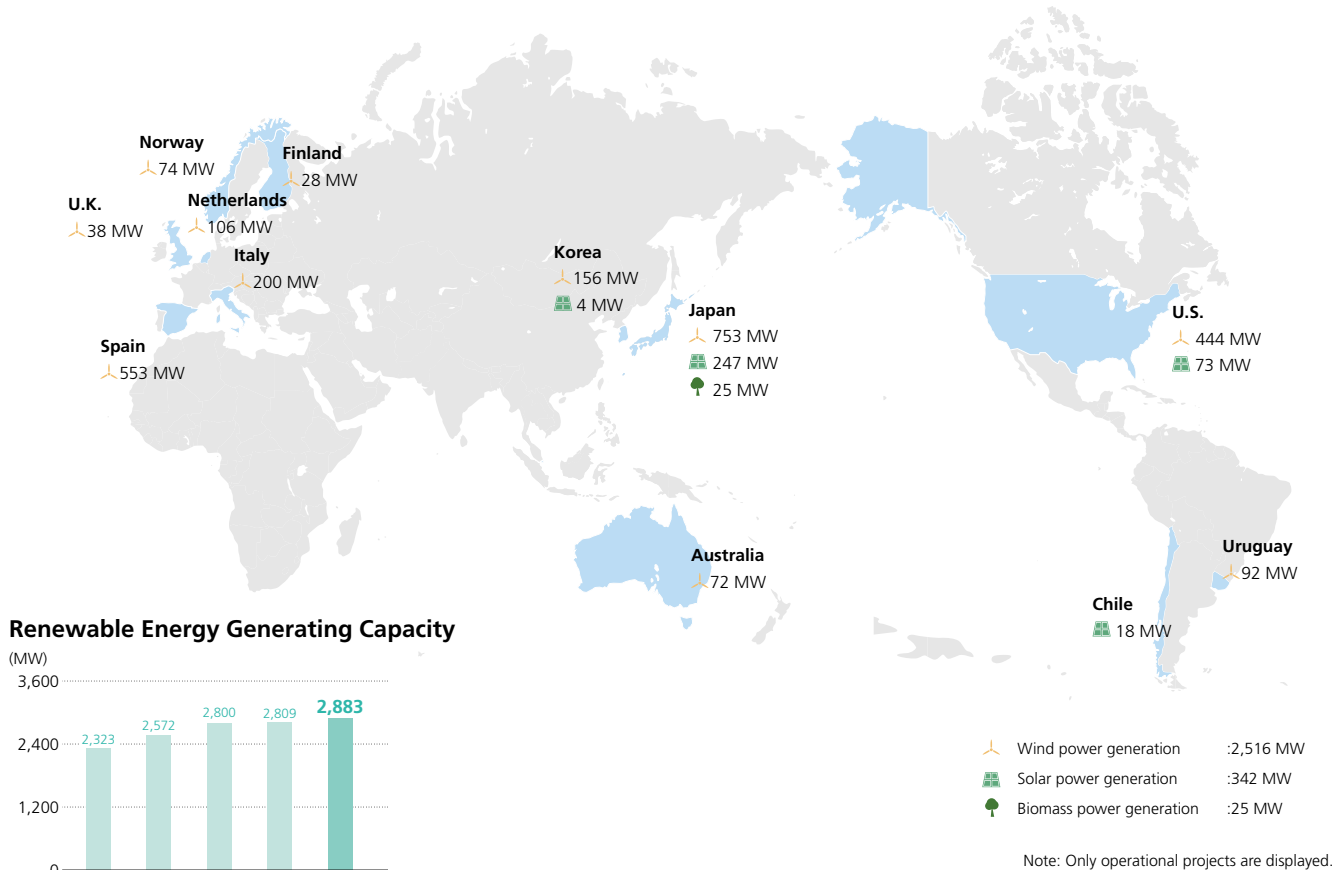 Norway
74 MW
Finland
28 MW
U.K.
38 MW
Netherlands
106 MW
Italy
200 MW
Spain
553 MW
Korea
156 MW
4 MW
Japan
753 MW
247 MW
25 MW
U.S.
444 MW
73 MW
Australia
72 MW
Uruguay
92 MW
Chile
18 MW
Renewable Energy Generating Capacity
(MW)
3,600
2,400
1,200
0
2,323
2,572
2,800
2,809
2,883
Wind power generation :2,516 MW
Solar power generation :342 MW
Biomass power generation :25 MW
Note: Only operational projects are displayed.